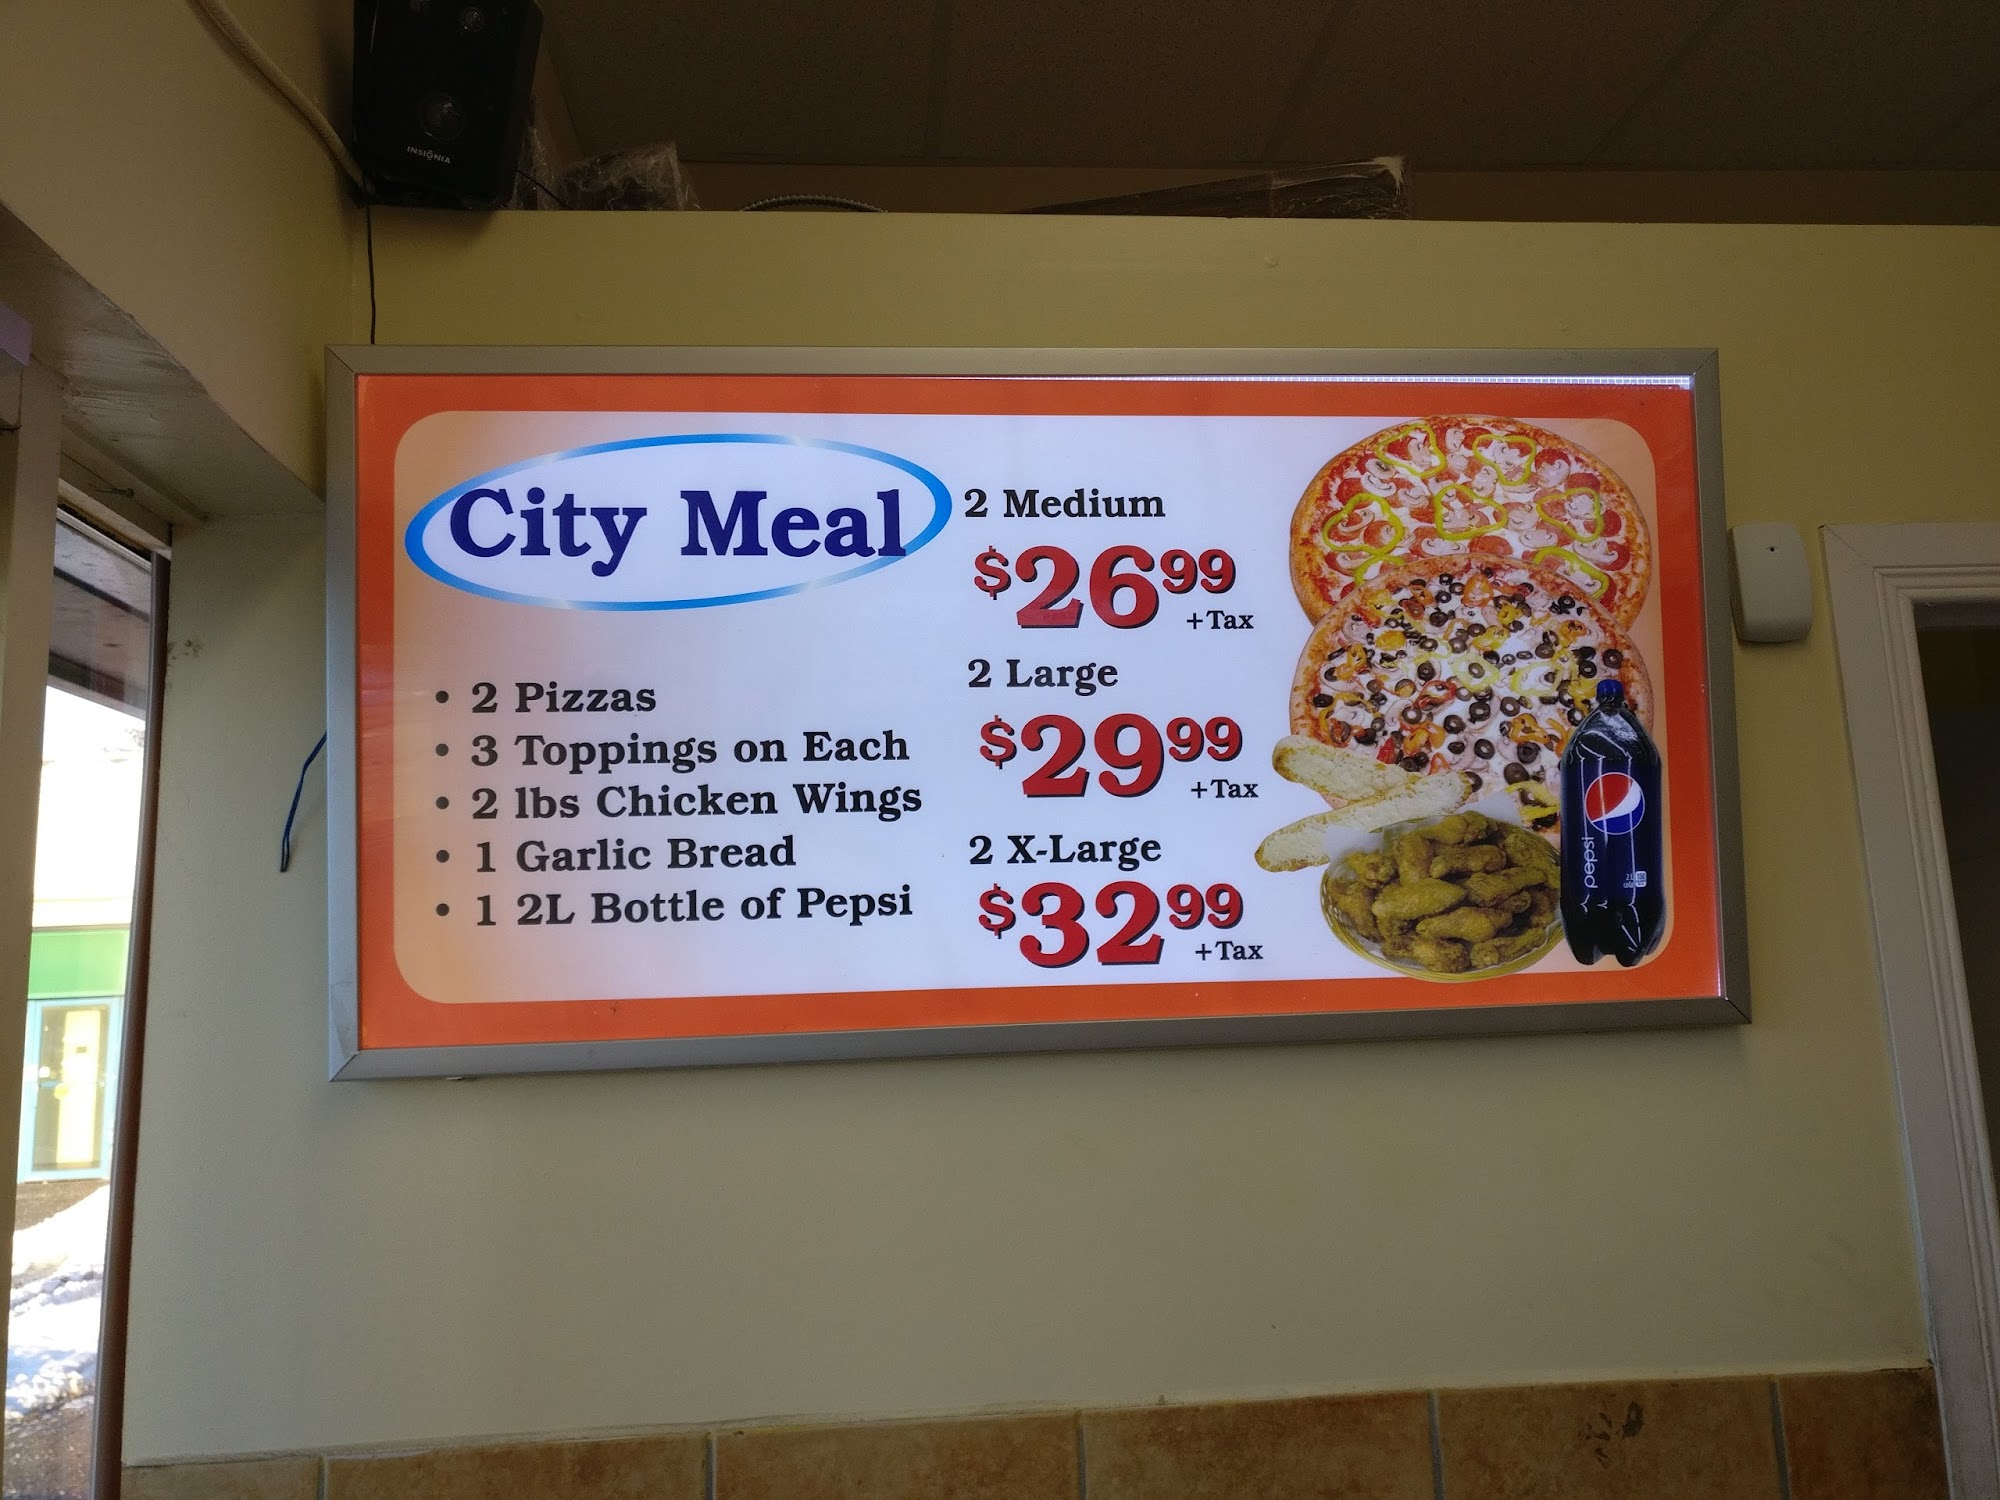 INSIGNIA
City Meal
• 2 Pizzas
• 3 Toppings on Each
• 2 lbs Chicken Wings
• 1 Garlic Bread
• 1 2L Bottle of Pepsi
2 Medium
$26 99
+Tax
2 Large
$29 99
+Tax
2 X-Large
$32 99
+Tax
pepsi